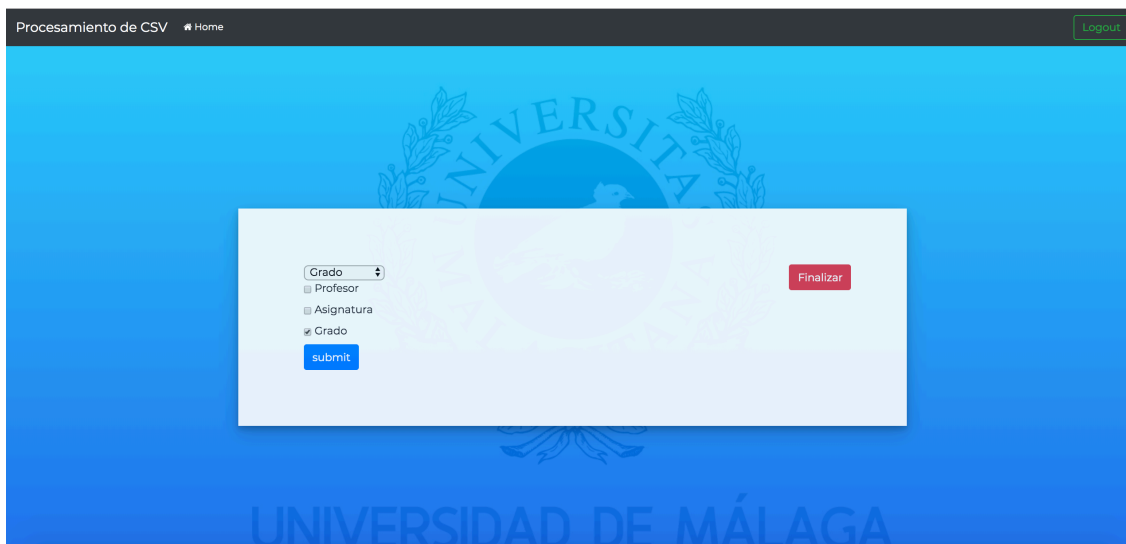 Procesamiento de CSV Home Logout
UNIVERSITAS
MALACITANA
Grado
Finalizar
Profesor
Asignatura
Grado
submit
UNIVERSIDAD DE MÁLAGA